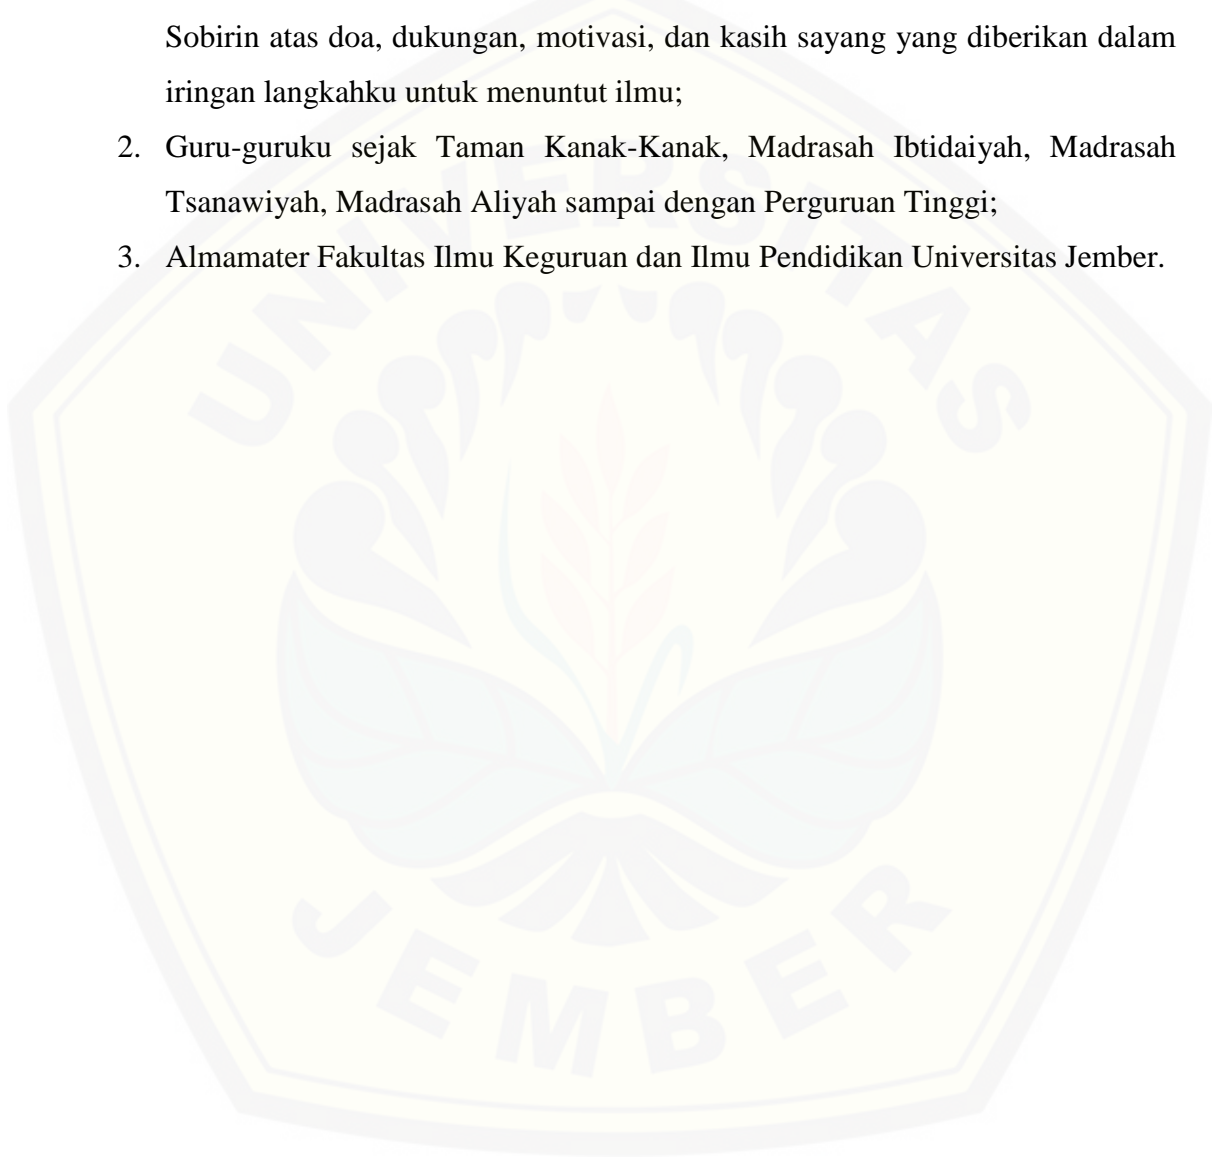 Sobirin atas doa, dukungan, motivasi, dan kasih sayang yang diberikan dalam
iringan langkahku untuk menuntut ilmu;
2. Guru-guruku sejak Taman Kanak-Kanak, Madrasah Ibtidaiyah, Madrasah
Tsanawiyah, Madrasah Aliyah sampai dengan Perguruan Tinggi;
3. Almamater Fakultas Ilmu Keguruan dan Ilmu Pendidikan Universitas Jember.
UNIVERSITAS
JEMBER